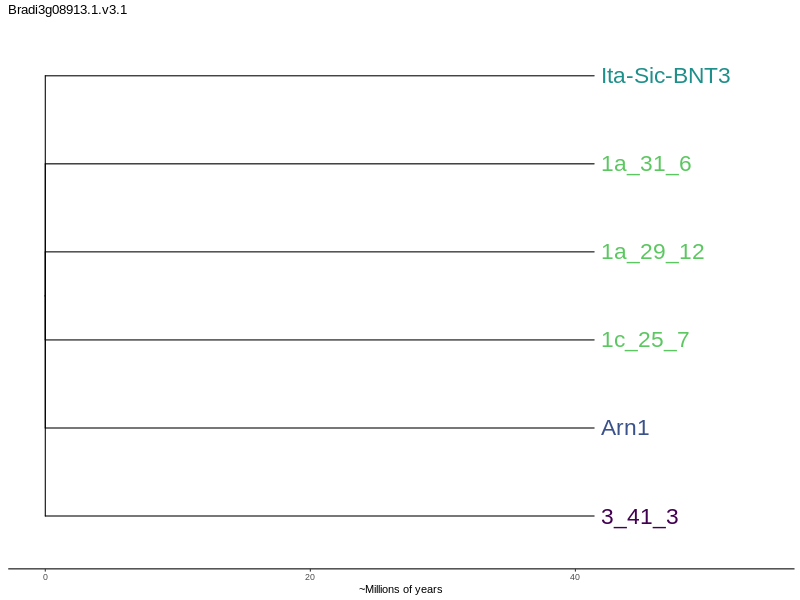 Bradi3g08913.1.v3.1
Ita-Sic-BNT3
1a_31_6
1a_29_12
1c_25_7
Arn1
3_41_3
0 20 40
~Millions of years